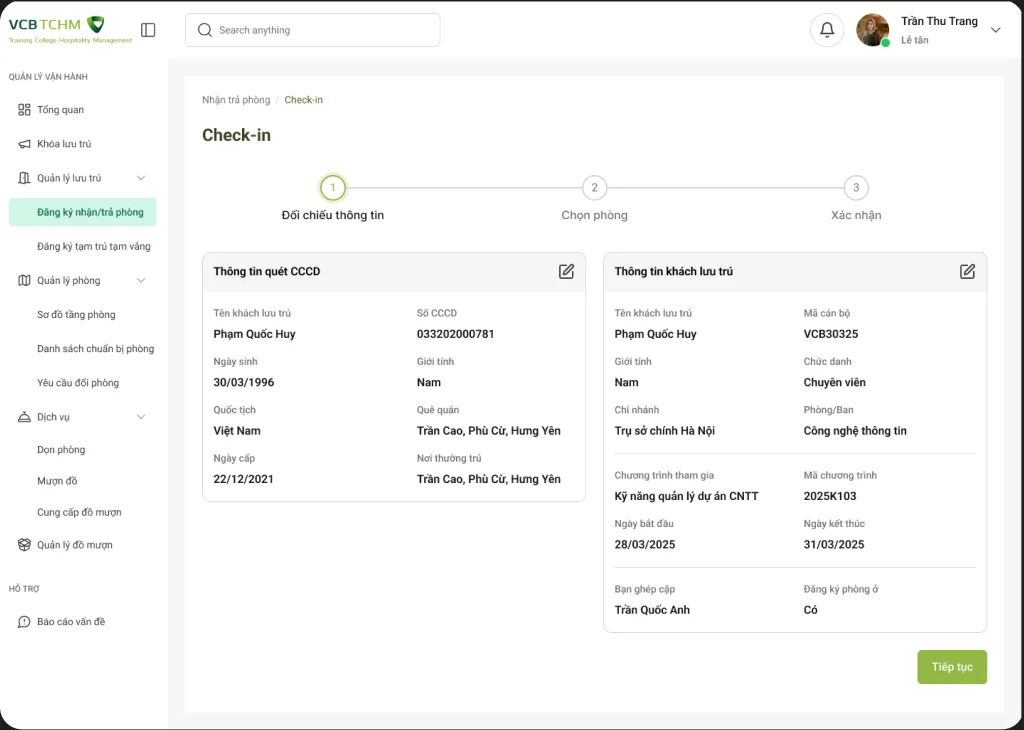 VCB TCHM
Training College Hospitality Management
Search anything
Trần Thu Trang
Lễ tân
QUẢN LÝ VẬN HÀNH
Tổng quan
Khóa lưu trú
Quản lý lưu trú
Đăng ký nhận/trả phòng
Đăng ký tạm trú tạm vắng
Quản lý phòng
Sơ đồ tầng phòng
Danh sách chuẩn bị phòng
Yêu cầu đổi phòng
Dịch vụ
Dọn phòng
Mượn đồ
Cung cấp đồ mượn
Quản lý đồ mượn
HỖ TRỢ
Báo cáo vấn đề
Nhận trả phòng / Check-in
Check-in
1
2
3
Đối chiếu thông tin
Chọn phòng
Xác nhận
Thông tin quét CCCD
Tên khách lưu trú
Số CCCD
Phạm Quốc Huy
033202000781
Ngày sinh
Giới tính
30/03/1996
Nam
Quốc tịch
Quê quán
Việt Nam
Trần Cao, Phù Cừ, Hưng Yên
Ngày cấp
Nơi thường trú
22/12/2021
Trần Cao, Phù Cừ, Hưng Yên
Thông tin khách lưu trú
Tên khách lưu trú
Mã cán bộ
Phạm Quốc Huy
VCB30325
Giới tính
Chức danh
Nam
Chuyên viên
Chi nhánh
Phòng/Ban
Trụ sở chính Hà Nội
Công nghệ thông tin
Chương trình tham gia
Mã chương trình
Kỹ năng quản lý dự án CNTT
2025K103
Ngày bắt đầu
Ngày kết thúc
28/03/2025
31/03/2025
Bạn ghép cặp
Đăng ký phòng ở
Trần Quốc Anh
Có
Tiếp tục